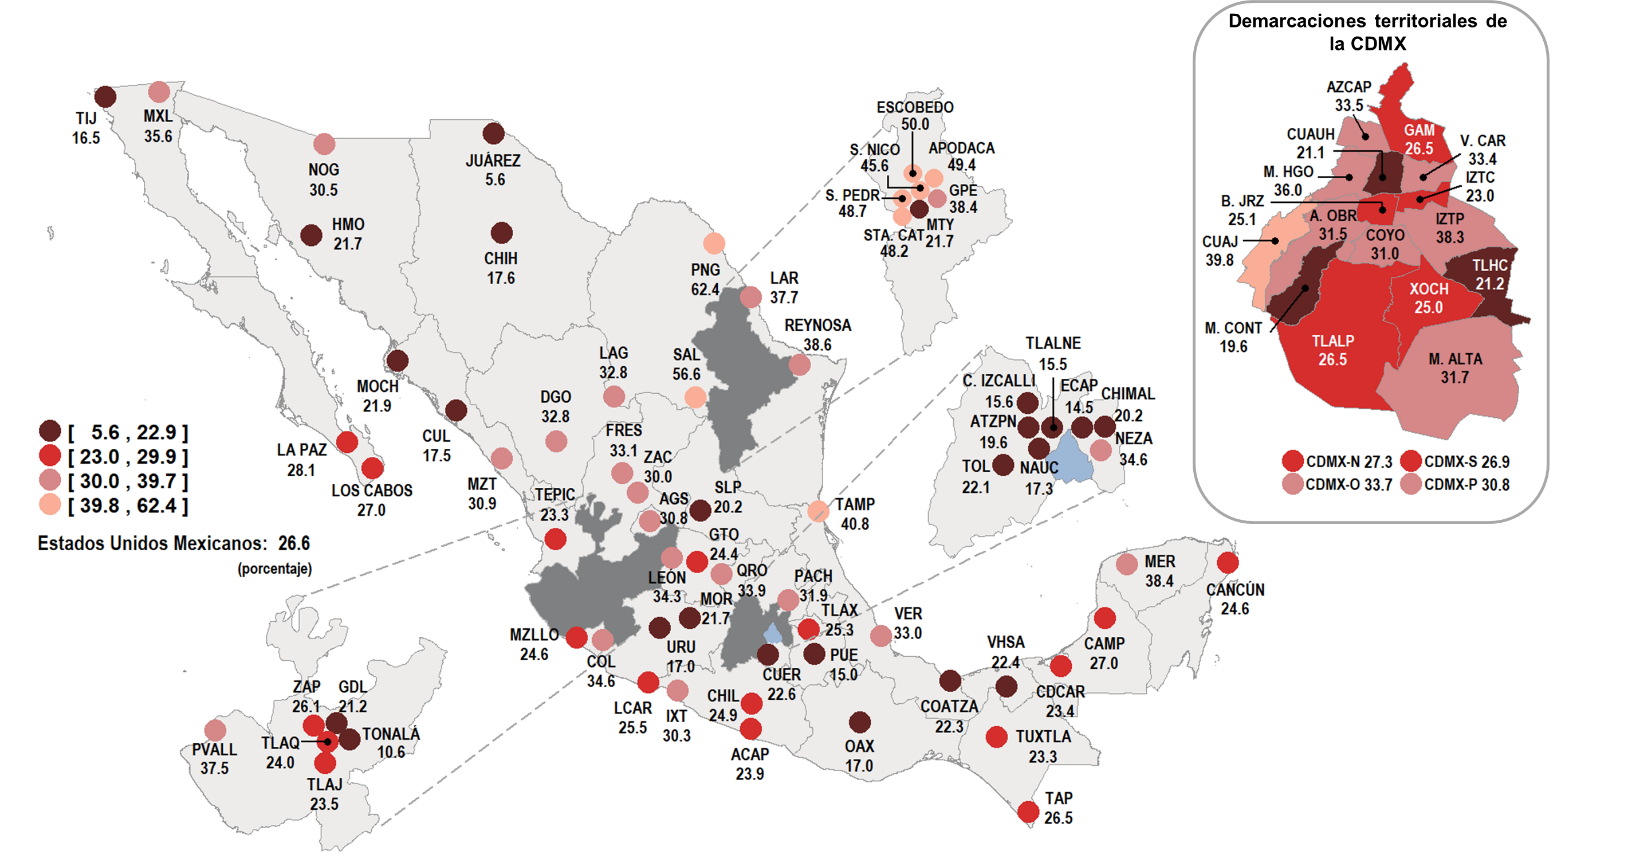 Demarcaciones territoriales de
la CDMX
AZCAP
33.5
GAM
26.5
CUAUH
21.1
V. CAR
33.4
M. HGO
36.0
IZTC
23.0
B. JRZ
25.1
A. OBR
31.5
IZTP
38.3
CUAJ
39.8
COYO
31.0
TLHC
21.2
XOCH
25.0
M. CONT
19.6
TLALP
26.5
M. ALTA
31.7
CDMX-N 27.3
CDMX-S 26.9
CDMX-O 33.7
CDMX-P 30.8
TIJ
16.5
MXL
35.6
NOG
30.5
HMO
21.7
JUÁREZ
5.6
CHIH
17.6
ESCOBEDO
50.0
S. NICO
45.6
APODACA
49.4
S. PEDR
48.7
GPE
38.4
STA. CAT
48.2
MTY
21.7
PNG
62.4
LAR
37.7
REYNOSA
38.6
LAG
32.8
SAL
56.6
MOCH
21.9
DGO
32.8
CUL
17.5
FRES
33.1
ZAC
30.0
LA PAZ
28.1
LOS CABOS
27.0
MZT
30.9
TEPIC
23.3
AGS
30.8
SLP
20.2
TAMP
40.8
GTO
24.4
LEÓN
34.3
QRO
33.9
PACH
31.9
MOR
21.7
TLAX
25.3
VER
33.0
MZLLO
24.6
COL
34.6
URU
17.0
CUER
22.6
PUE
15.0
LCAR
25.5
IXT
30.3
CHIL
24.9
ACAP
23.9
OAX
17.0
COATZA
22.3
VHSA
22.4
CDCAR
23.4
CAMP
27.0
MER
38.4
CANCÚN
24.6
TUXTLA
23.3
TAP
26.5
TLALNE
15.5
C. IZCALLI
15.6
ECAP
14.5
CHIMAL
20.2
ATZPN
19.6
NEZA
34.6
TOL
22.1
NAUC
17.3
[ 5.6 , 22.9 ]
[ 23.0 , 29.9 ]
[ 30.0 , 39.7 ]
[ 39.8 , 62.4 ]
Estados Unidos Mexicanos: 26.6
(porcentaje)
ZAP
26.1
GDL
21.2
PVALL
37.5
TLAQ
24.0
TONALÁ
10.6
TLAJ
23.5